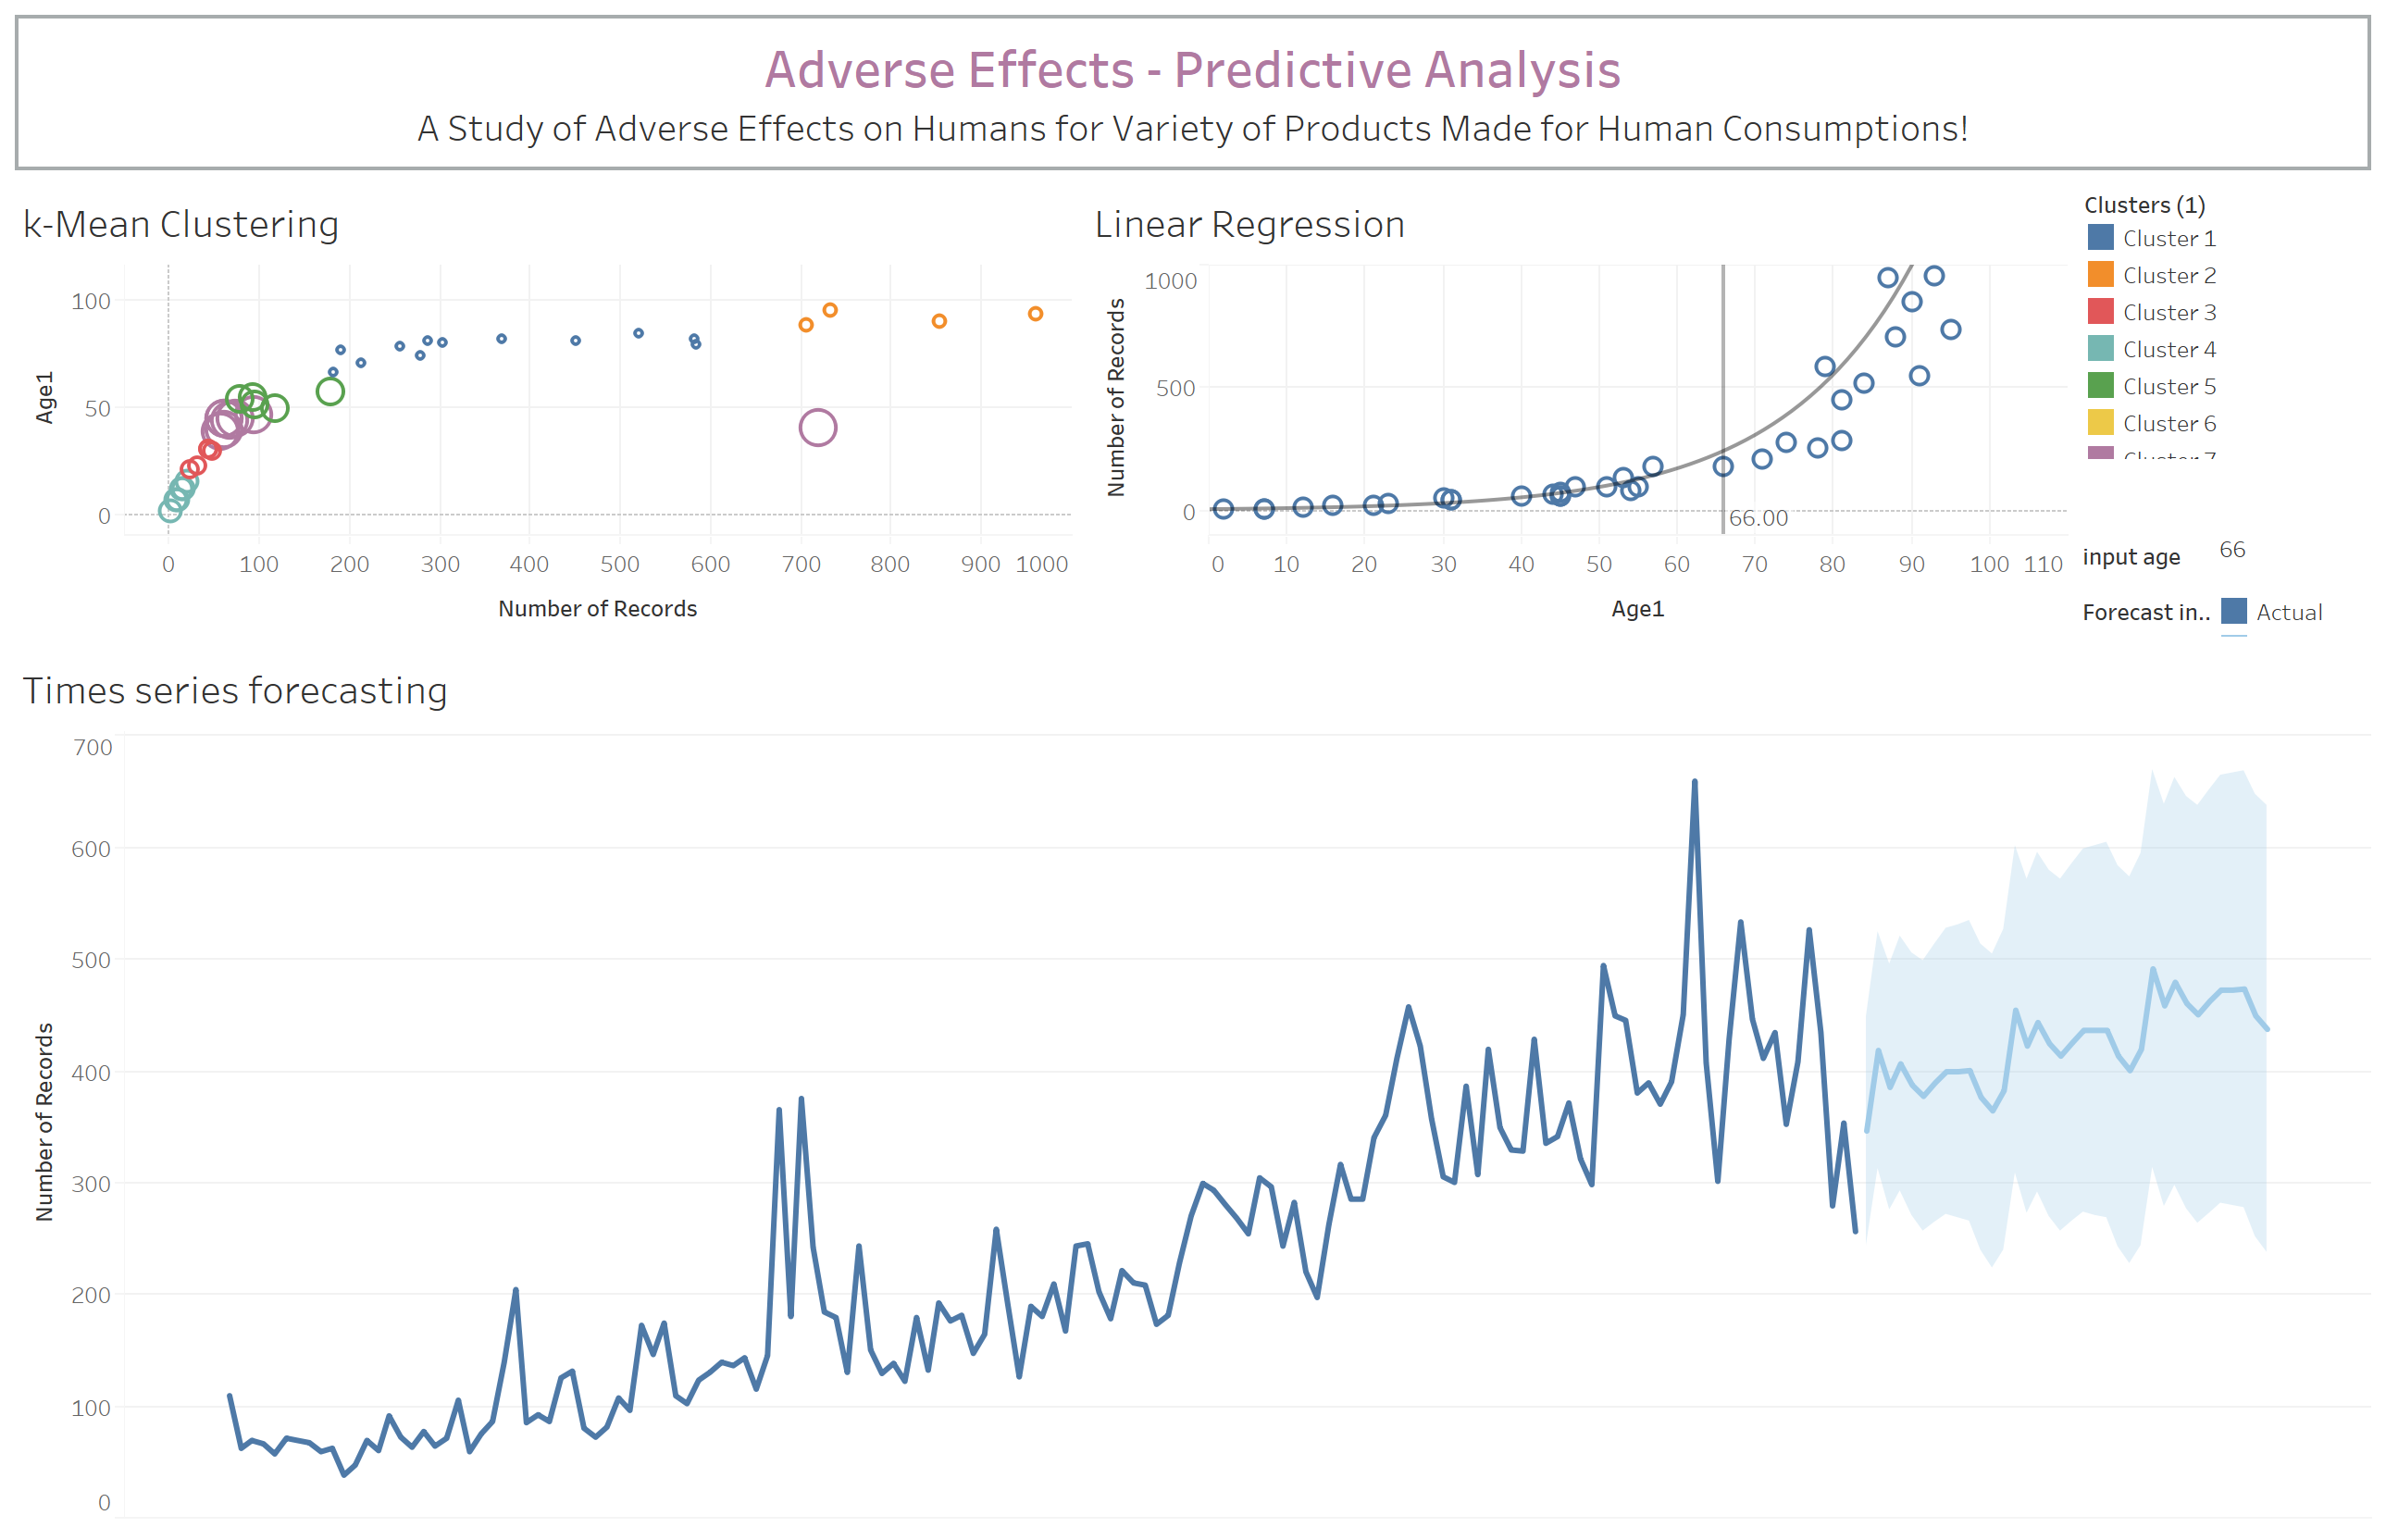 Adverse Effects - Predictive Analysis
A Study of Adverse Effects on Humans for Variety of Products Made for Human Consumptions!
k-Mean Clustering
100
50
0
Age1
0 100 200 300 400 500 600 700 800 900 1000
Number of Records
Linear Regression
1000
500
0
Number of Records
66.00
0 10 20 30 40 50 60 70 80 90 100 110
Age1
Clusters (1)
Cluster 1
Cluster 2
Cluster 3
Cluster 4
Cluster 5
Cluster 6
Cluster 7
input age 66
Forecast in.. Actual
Times series forecasting
700
600
500
400
300
200
100
0
Number of Records